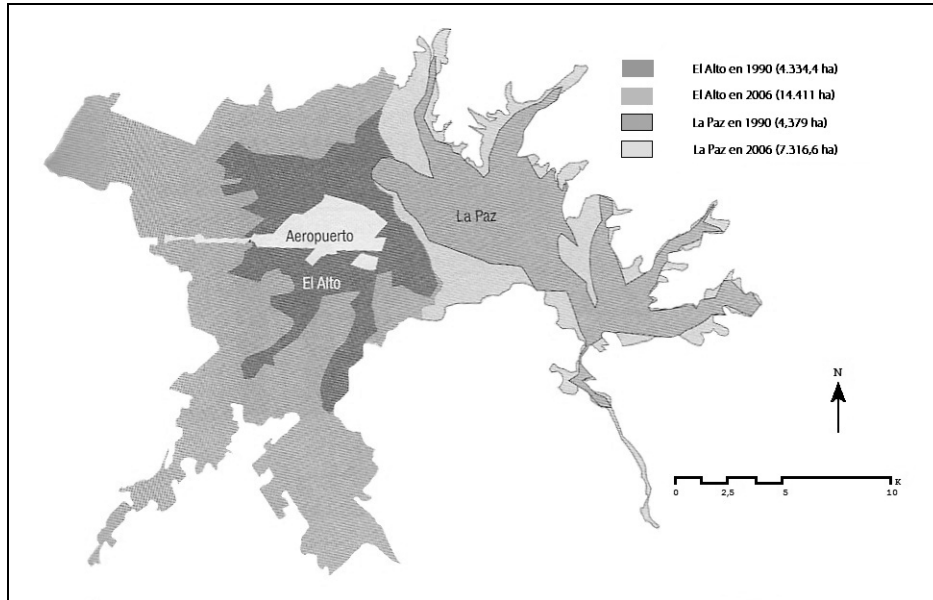 El Alto en 1990 (4.334,4 ha)
El Alto en 2006 (14.411 ha)
La Paz en 1990 (4,379 ha)
La Paz en 2006 (7.316,6 ha)
La Paz
Aeropuerto
El Alto
N
K
0 2,5 5 10